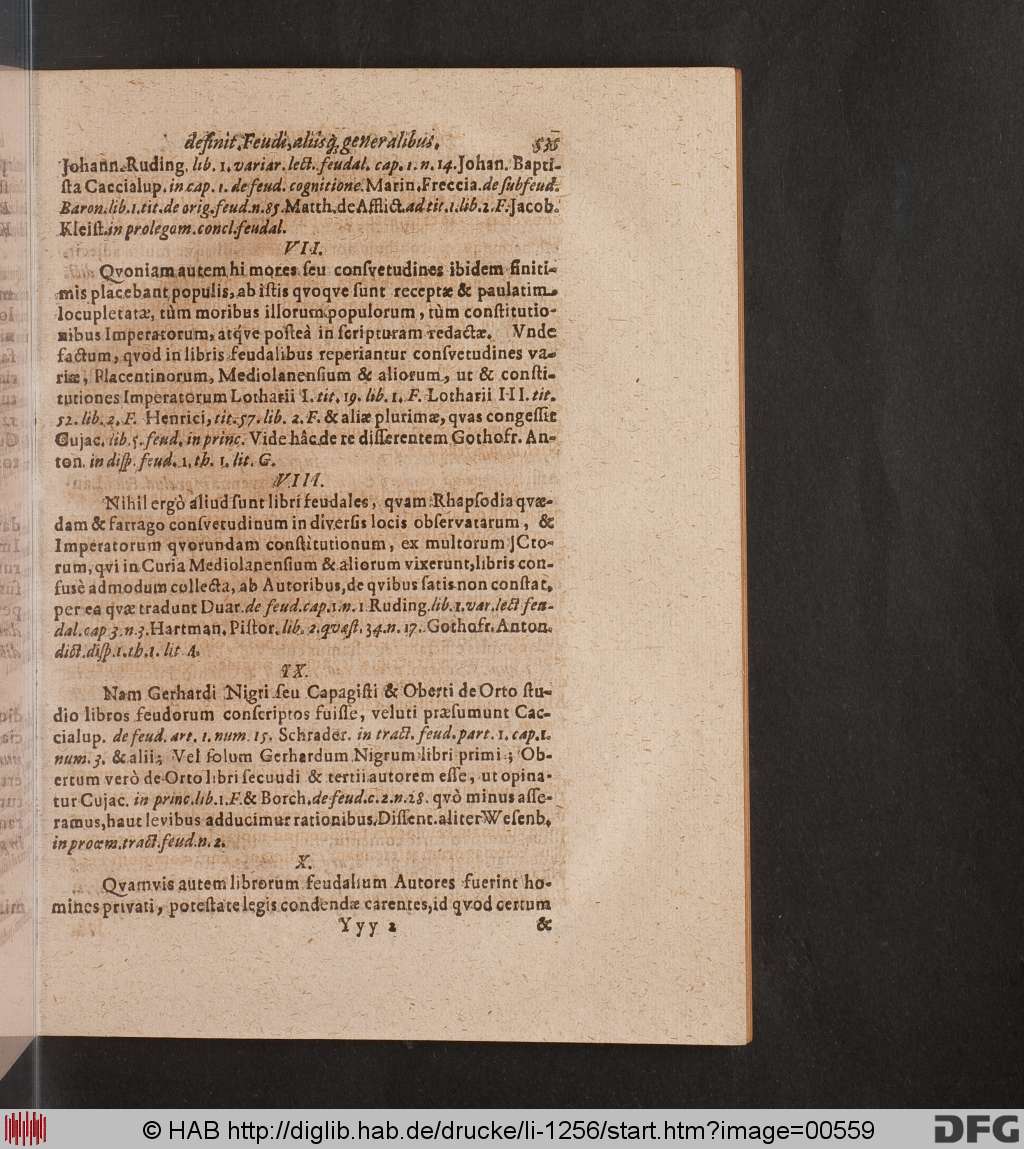 definit. Feudi, aliisq́; generalibus.
Johann. Ruding. lib. 1. variar. lect. feudal. cap. 1. n. 14. Johan. Bapti-
ſta Caccialup. in cap. 1. de feud. cognitione. Marin. Freccia. de ſubfeud.
Baron. lib. 1. tit. de orig. feud. n. 85. Matth. de Afflict. ad tit. 1. lib. 2. F. Jacob.
Kleiſt. in prolegom. concl. feudal.
VII.
Qvoniam autem hi mores ſeu conſvetudines ibidem finiti-
mis placebant populis, ab iſtis qvoqve ſunt receptæ & paulatim
locupletatæ, tùm moribus illorum populorum, tùm conſtitutio-
nibus Imperatorum, atq́ve poſteà in ſcripturam redactæ. Vnde
factum, qvod in libris feudalibus reperiantur conſvetudines va-
riæ, Placentinorum, Mediolanenſium & aliorum, ut & conſti-
tutiones Imperatorum Lotharii I. tit. 19. lib. 1. F. Lotharii III. tit.
52. lib. 2. F. Henrici, tit. 57. lib. 2. F. & aliæ plurimæ, qvas congeſſit
Cujac. lib. 5. feud. in princ. Vide hâc de re diſſerentem Gothofr. An-
ton. in diſp. feud. 1. th. 1. lit. G.
VIII.
Nihil ergò aliud ſunt libri feudales, qvam Rhapſodia qvæ-
dam & farrago conſvetudinum in diverſis locis obſervatarum, &
Imperatorum qvorundam conſtitutionum, ex multorum JCto-
rum, qvi in Curia Mediolanenſium & aliorum vixerunt, libris con-
fusè admodum collecta, ab Autoribus, de qvibus ſatis non conſtat,
per ea qvæ tradunt Duar. de feud. cap. 1. n. 1 Ruding. lib. 1. var. lect feu-
dal. cap 3. n. 3. Hartman. Piſtor. lib. 2. qvæſt. 34. n. 17. Gothofr. Anton.
dict. diſp. 1. th. 1. lit A.
IX.
Nam Gerhardi Nigri ſeu Capagiſti & Oberti de Orto ſtu-
dio libros feudorum conſcriptos fuiſſe, veluti præſumunt Cac-
cialup. de feud. art. 1. num. 15. Schrader. in tract. feud. part. 1. cap. 1.
num. 3. & alii; Vel ſolum Gerhardum Nigrum libri primi; Ob-
ertum verò de Orto libri ſecuudi & tertii autorem eſſe, ut opina-
tur Cujac. in princ. lib. 1. F. & Borch. de feud. c. 2. n. 28. qvò minus aſſe-
ramus, haut levibus adducimur rationibus. Diſſent. aliter Weſenb.
in proœm. tract. feud. n. 2.
X.
Qvamvis autem librorum feudalium Autores fuerint ho-
mines privati, poteſtate legis condendæ carentes, id qvod certum
Yyy 2 &
© HAB http://diglib.hab.de/drucke/li-1256/start.htm?image=00559
DFG